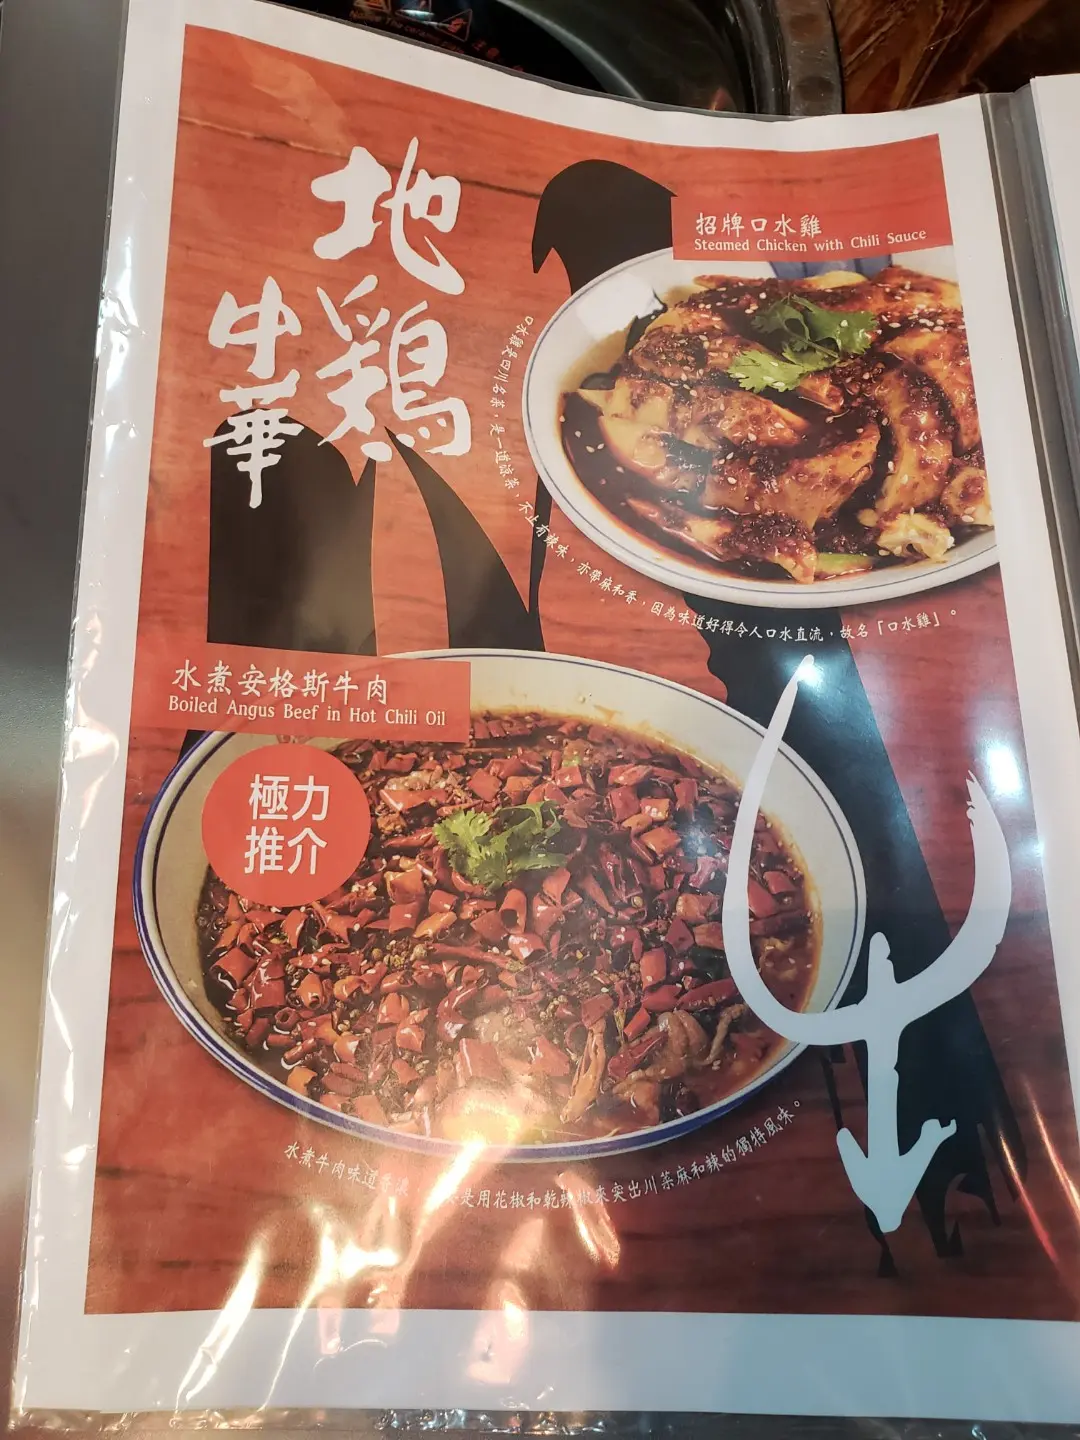 地鷄
中華
招牌口水雞
Steamed Chicken with Chili Sauce
口水雞是四川名菜，是一道涼菜，不止有辣味，亦帶麻和香，因為味道好得令人口水直流，故名「口水雞」。
水煮安格斯牛肉
Boiled Angus Beef in Hot Chili Oil
極力
推介
水煮牛肉味道香濃，是用花椒和乾辣椒來突出川菜麻和辣的獨特風味。